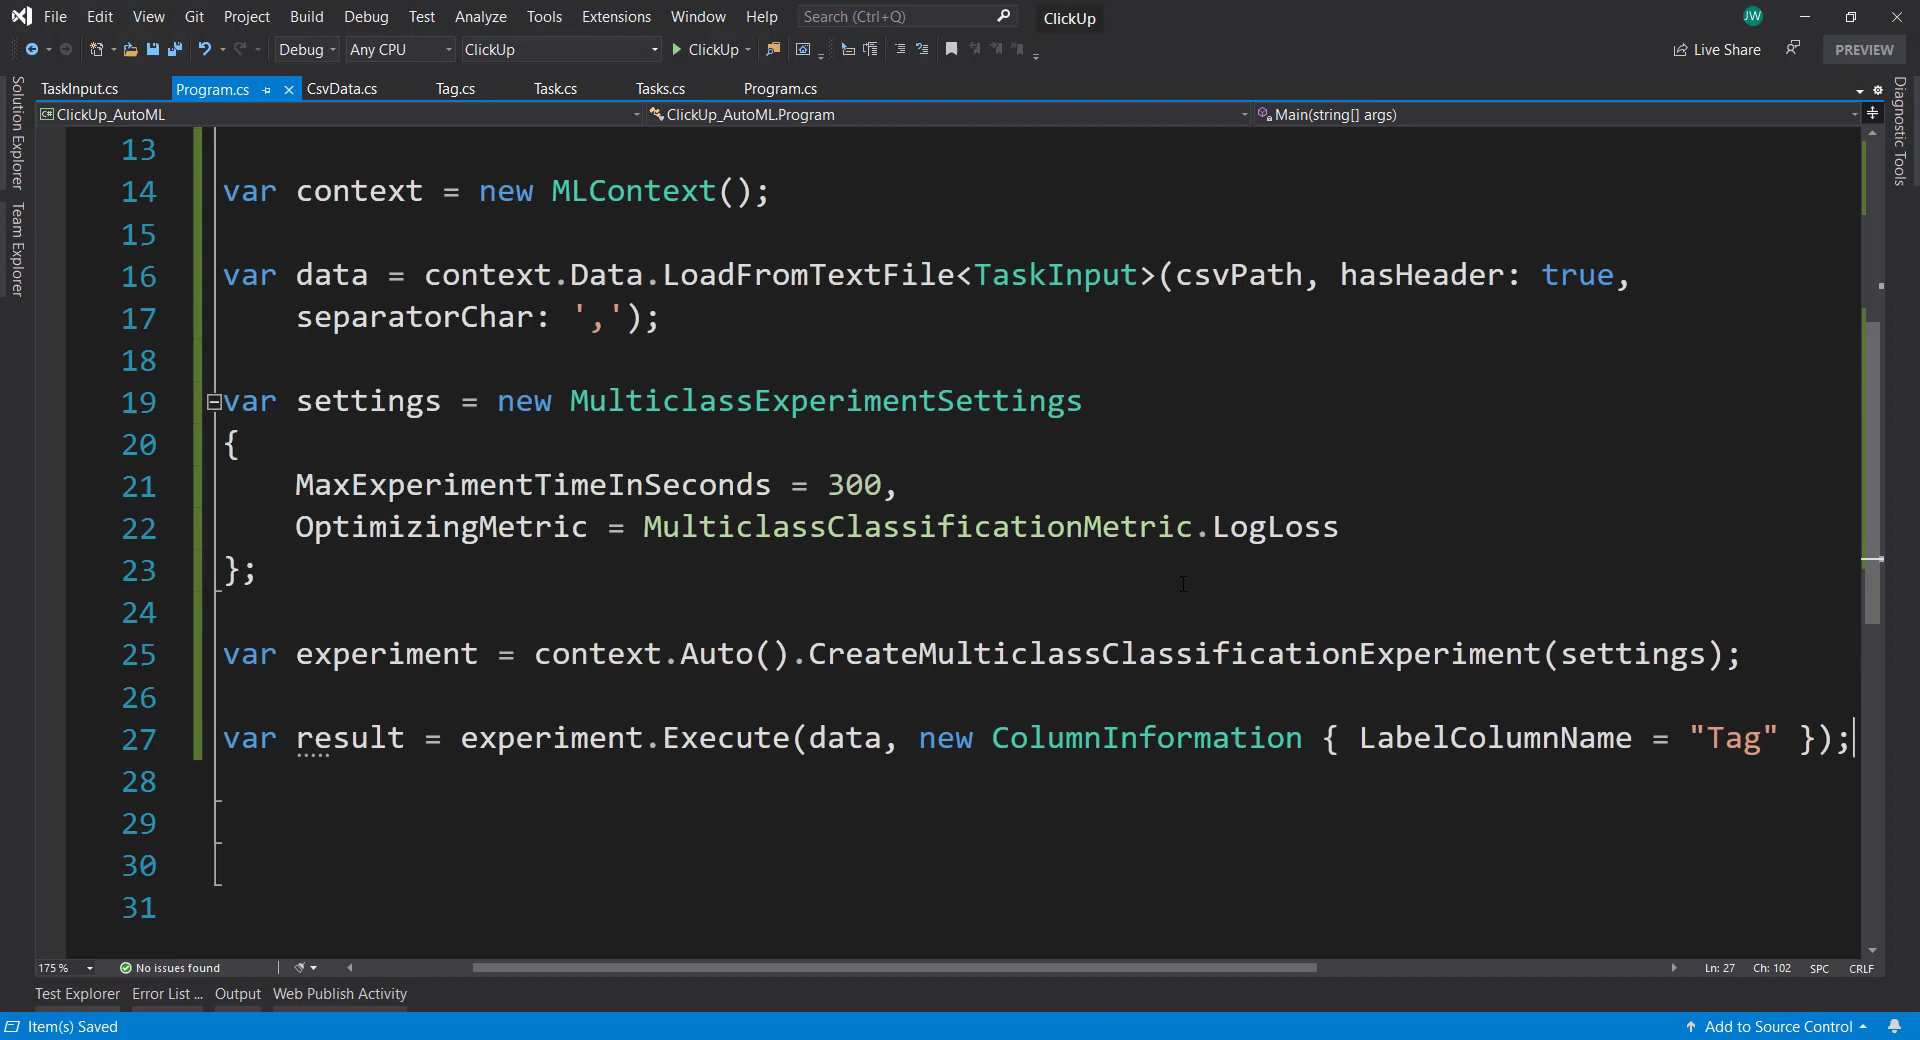 File Edit View Git Project Build Debug Test Analyze Tools Extensions Window Help Search (Ctrl+Q) ClickUp JW
Debug Any CPU ClickUp ClickUp Live Share PREVIEW
TaskInput.cs Program.cs CsvData.cs Tag.cs Task.cs Tasks.cs Program.cs
C# ClickUp_AutoML ClickUp_AutoML.Program Main(string[] args)
Solution Explorer
Team Explorer
Diagnostic Tools
13
14 var context = new MLContext();
15
16 var data = context.Data.LoadFromTextFile<TaskInput>(csvPath, hasHeader: true,
17 separatorChar: ',');
18
19 var settings = new MulticlassExperimentSettings
20 {
21 MaxExperimentTimeInSeconds = 300,
22 OptimizingMetric = MulticlassClassificationMetric.LogLoss
23 };
24
25 var experiment = context.Auto().CreateMulticlassClassificationExperiment(settings);
26
27 var result = experiment.Execute(data, new ColumnInformation { LabelColumnName = "Tag" });
28
29
30
31
175 % No issues found Ln: 27 Ch: 102 SPC CRLF
Test Explorer Error List ... Output Web Publish Activity
Item(s) Saved Add to Source Control